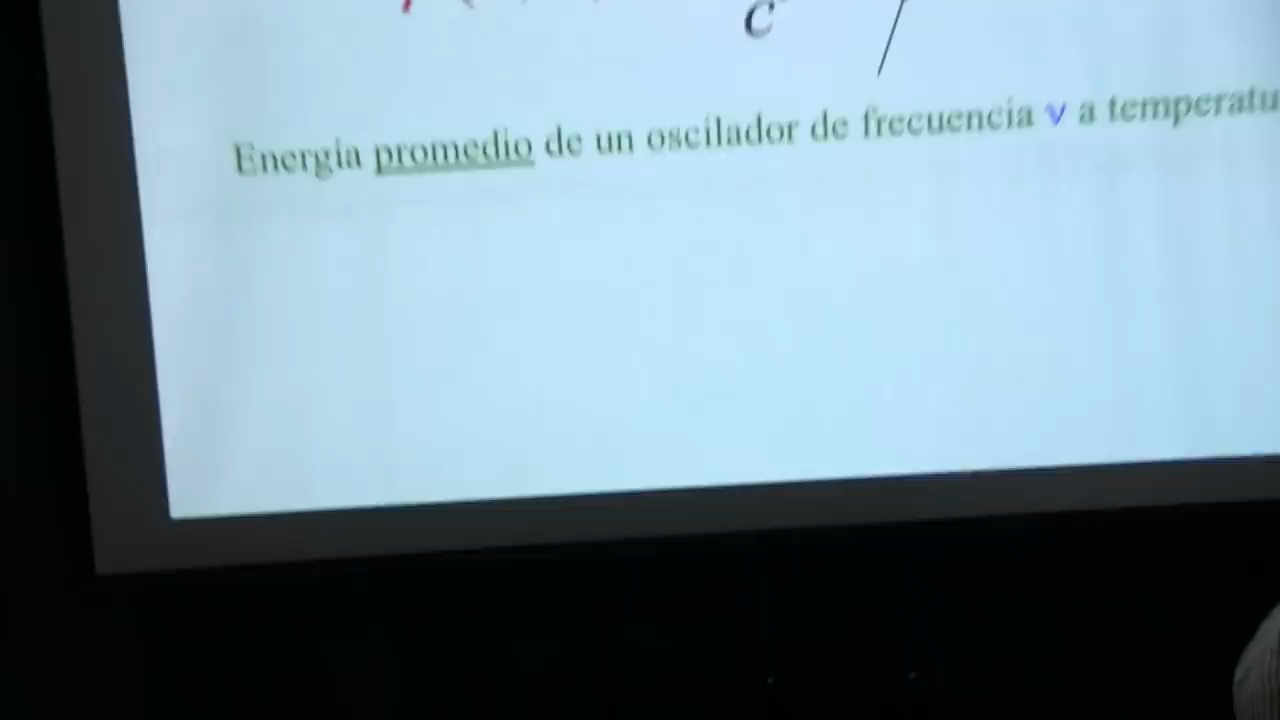 C
Energía promedio de un oscilador de frecuencia ν a temperatu